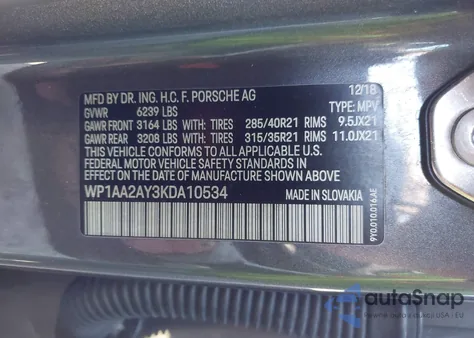 MFD BY DR. ING. H.C. F. PORSCHE AG 12/18
GVWR 6239 LBS TYPE: MPV
GAWR FRONT 3164 LBS WITH TIRES 285/40R21 RIMS 9.5JX21
GAWR REAR 3208 LBS WITH: TIRES 315/35R21 RIMS 11.0JX21
THIS VEHICLE CONFORMS TO ALL APPLICABLE U.S.
FEDERAL MOTOR VEHICLE SAFETY STANDARDS IN
EFFECT ON THE DATE OF MANUFACTURE SHOWN ABOVE
WP1AA2AY3KDA10534 MADE IN SLOVAKIA
9Y0.010.016.AE
autoSnap